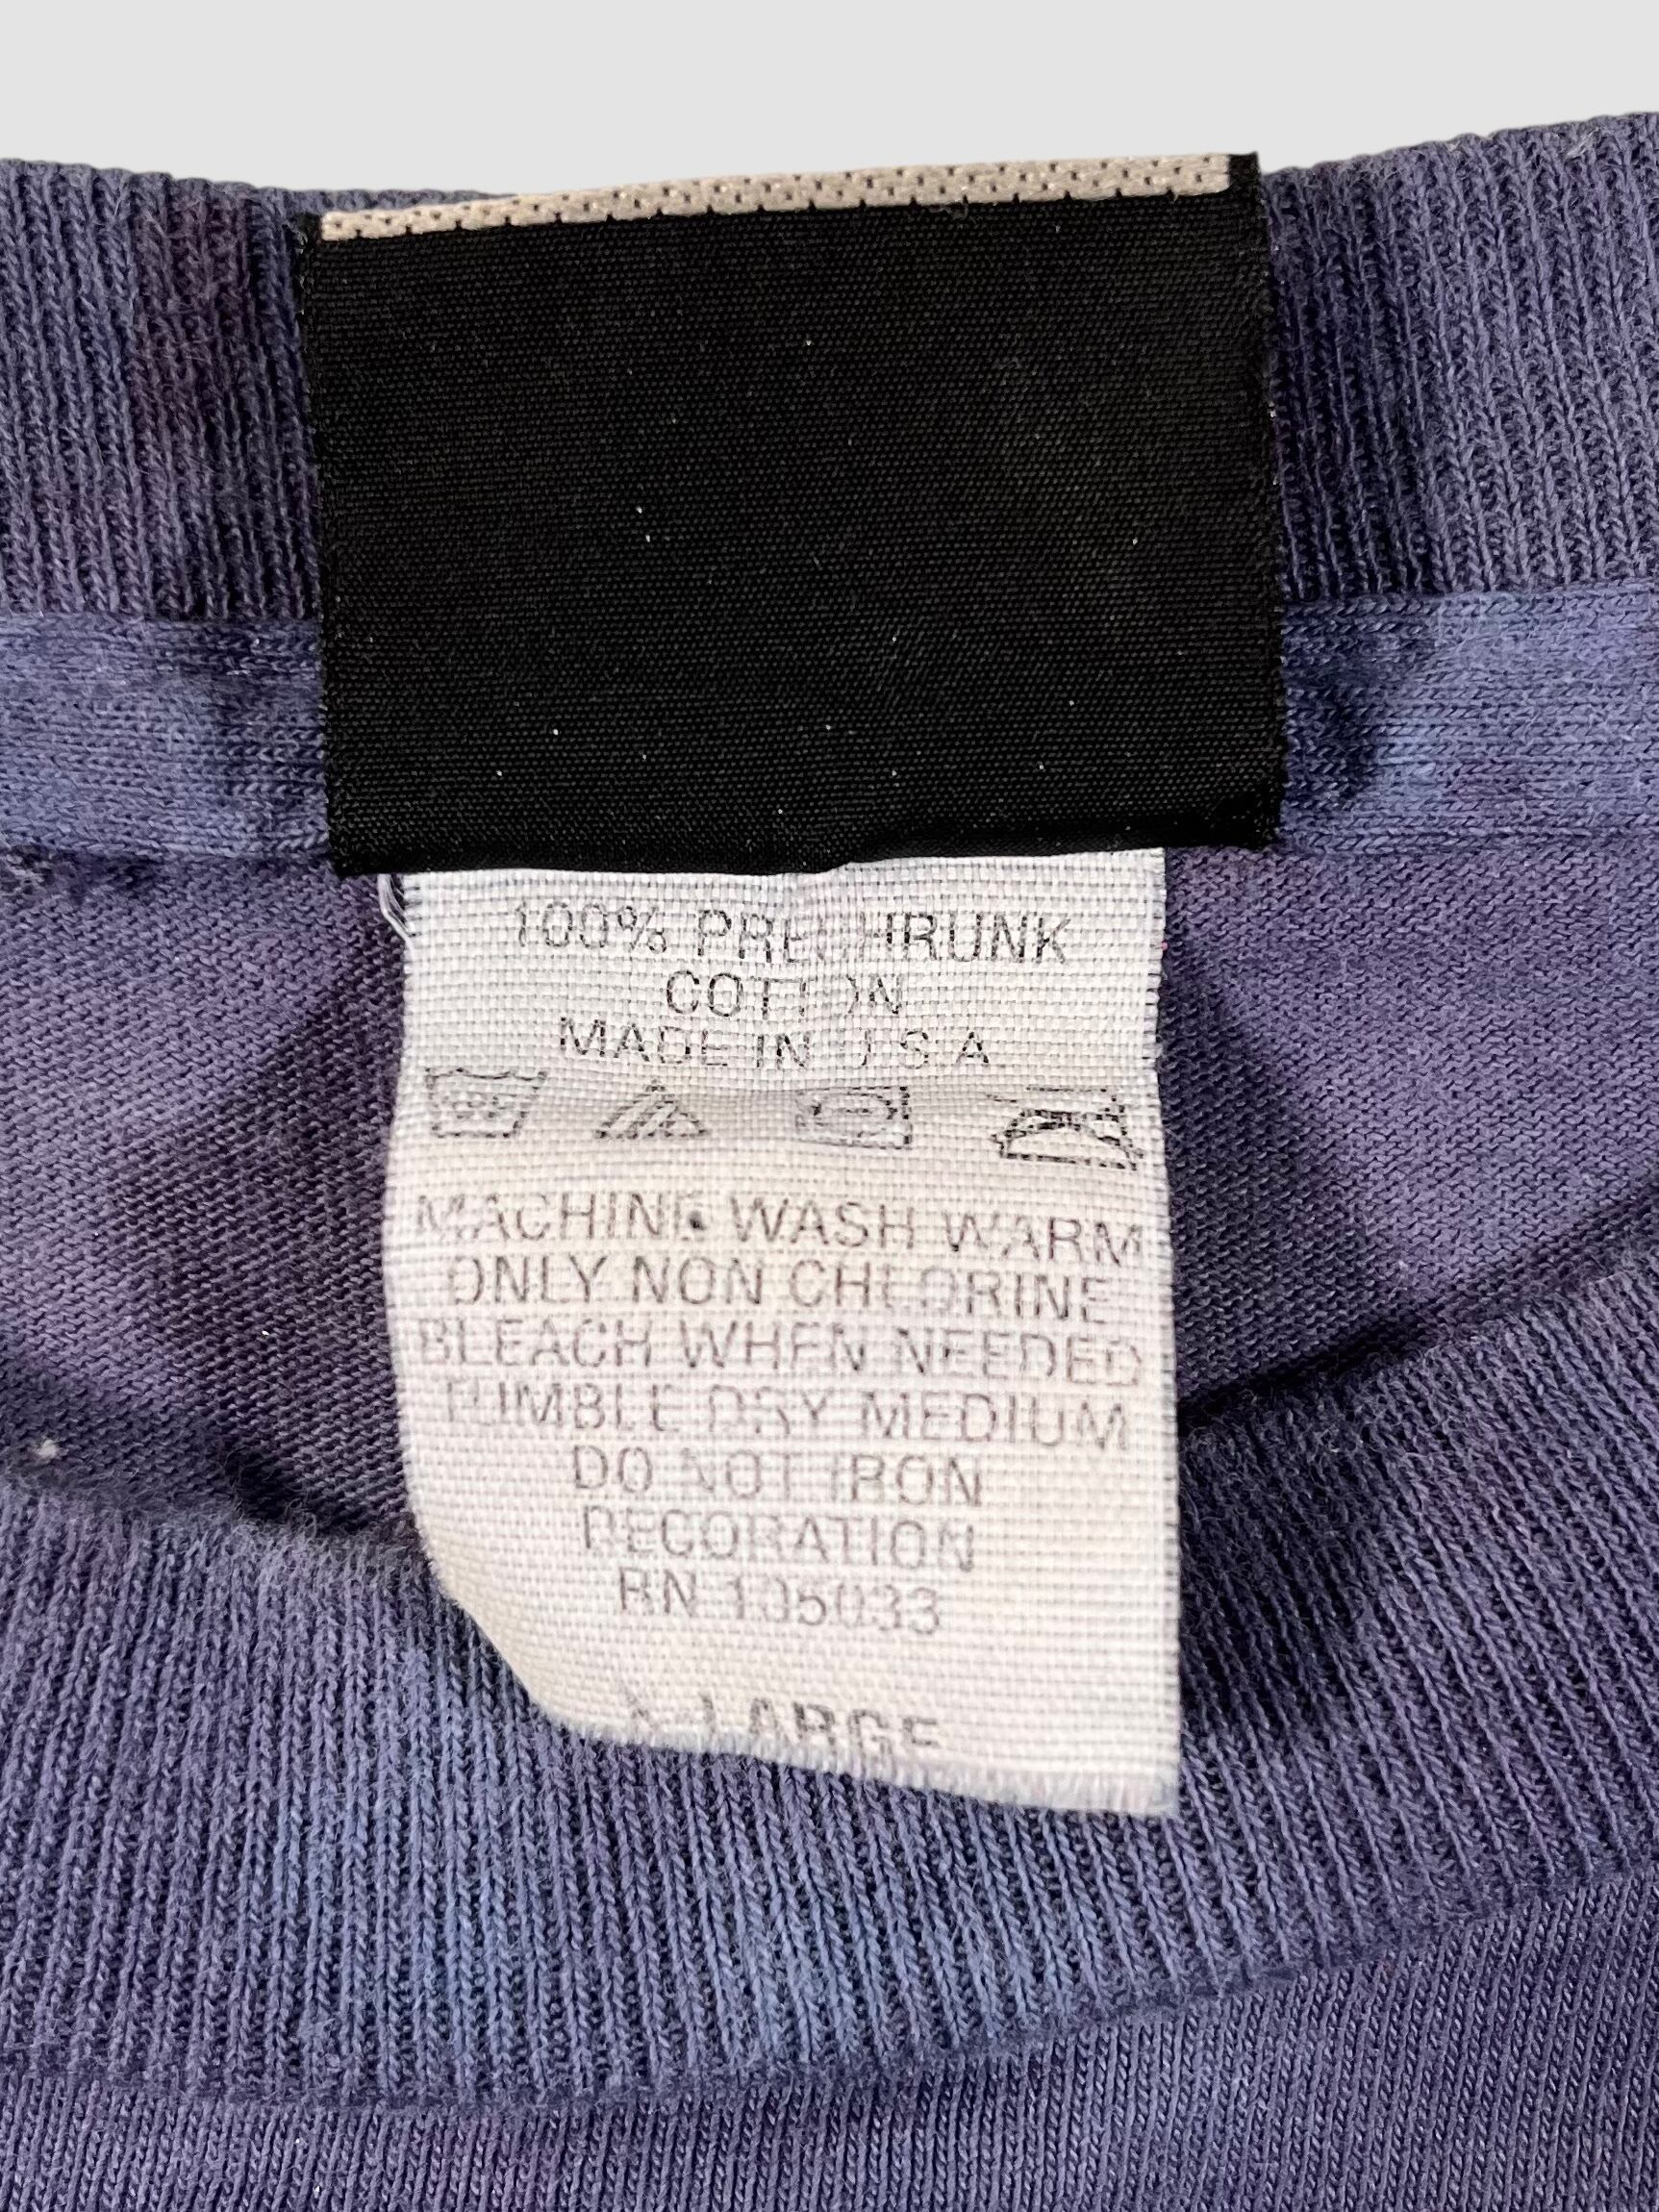 100% PRESHRUNK
COTTON
MADE IN U.S.A.
MACHINE WASH WARM
ONLY NON CHLORINE
BLEACH WHEN NEEDED
TUMBLE DRY MEDIUM
DO NOT IRON
DECORATION
RN 105033
X-LARGE